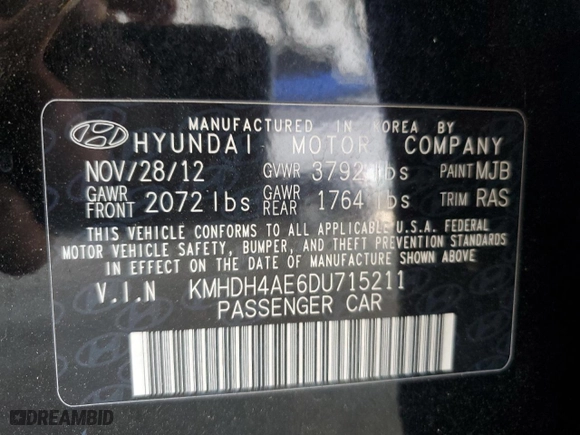 MANUFACTURED IN KOREA BY
HYUNDAI MOTOR COMPANY
NOV/28/12 GVWR 3792 lbs PAINT MJB
GAWR FRONT 2072 lbs GAWR REAR 1764 lbs TRIM RAS
THIS VEHICLE CONFORMS TO ALL APPLICABLE U.S.A. FEDERAL
MOTOR VEHICLE SAFETY, BUMPER, AND THEFT PREVENTION
STANDARDS IN EFFECT ON THE DATE OF MANUFACTURE SHOWN ABOVE.
V.I.N KMHDH4AE6DU715211
PASSENGER CAR
DREAMBID